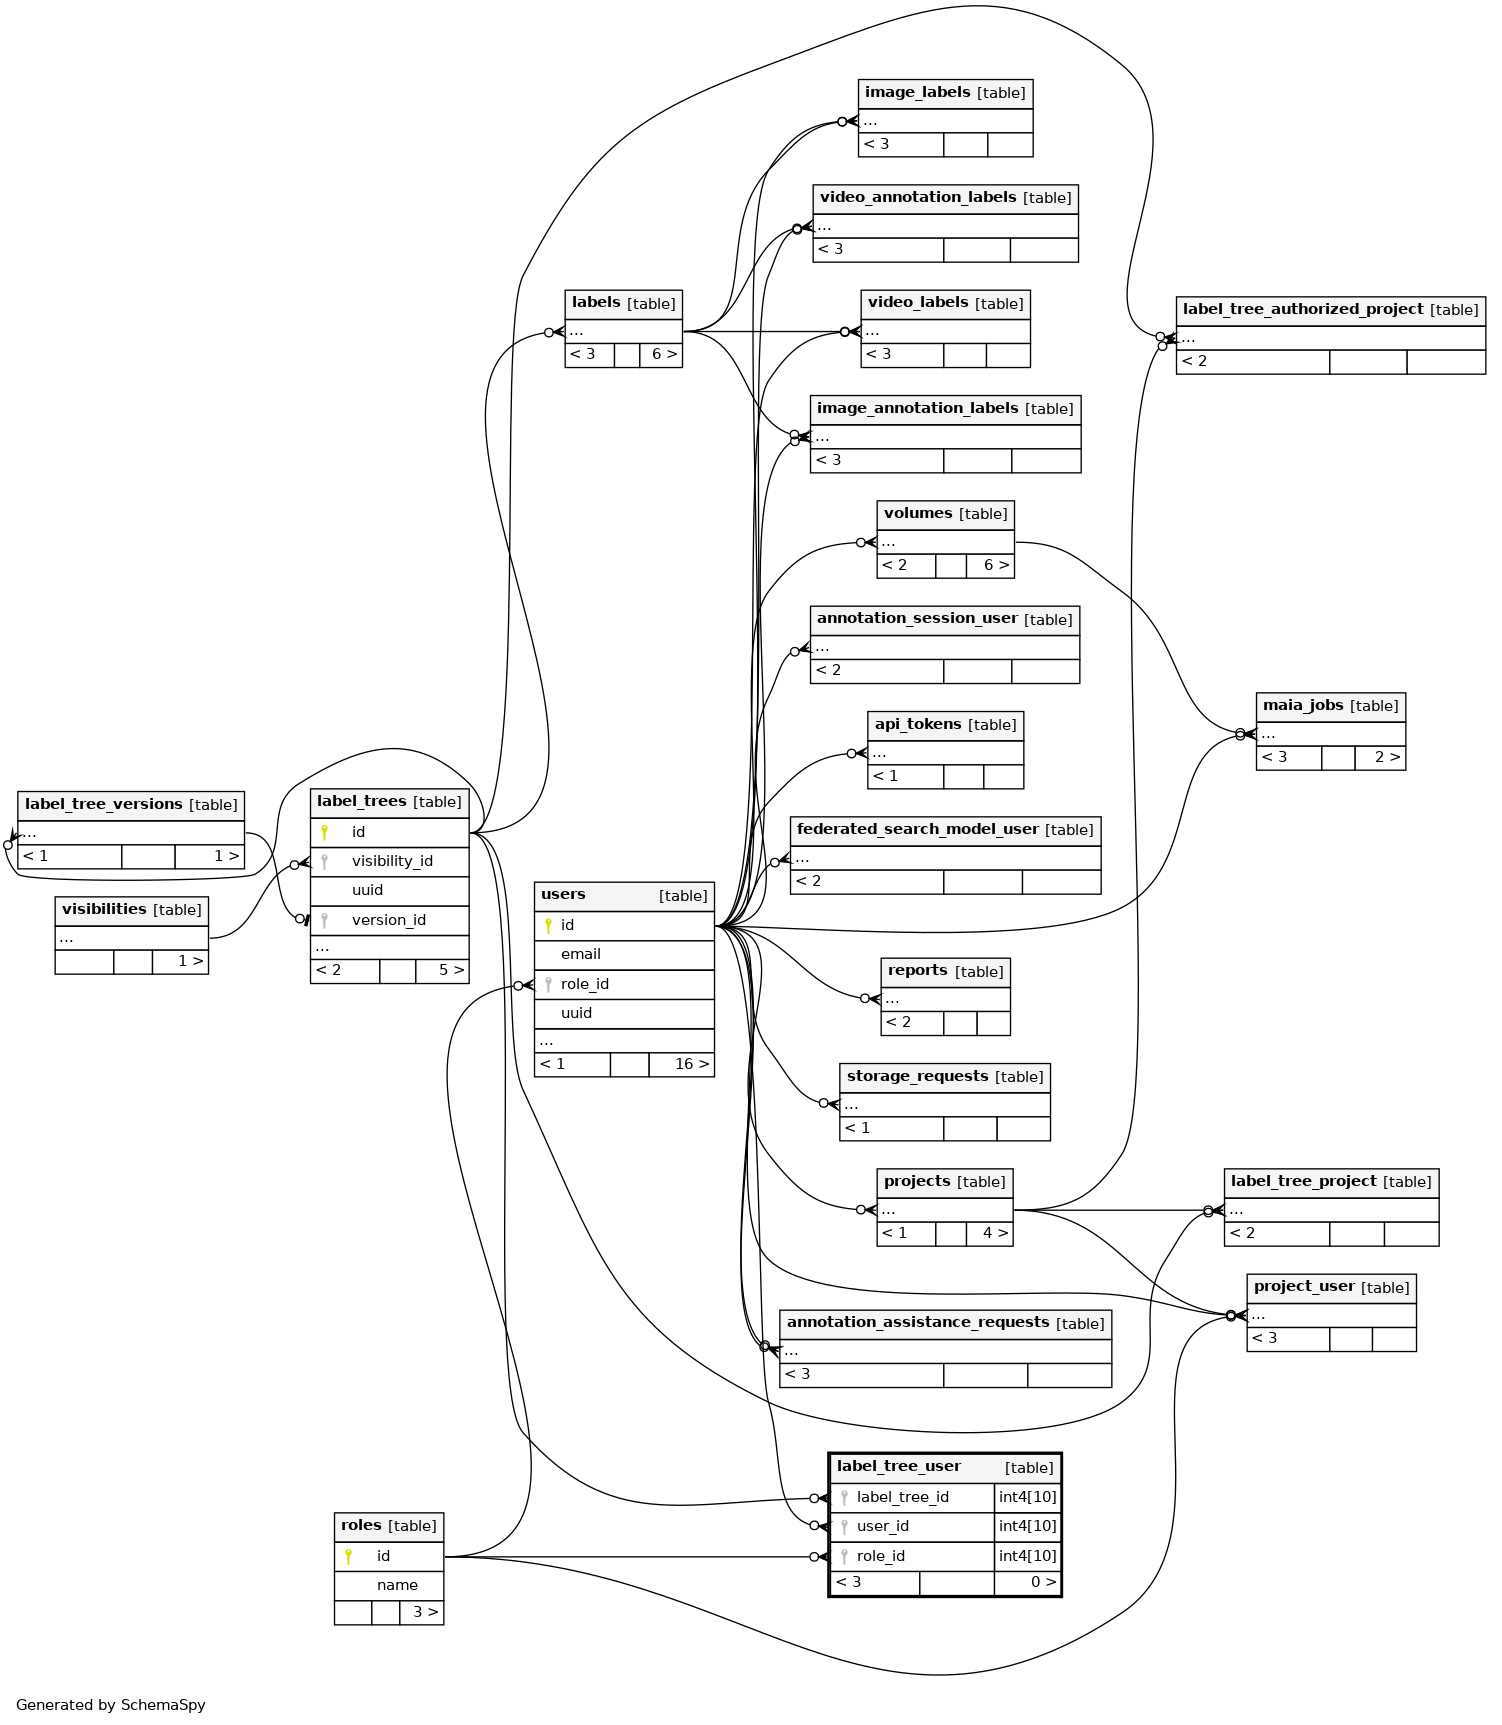 image_labels [table]
...
< 3
video_annotation_labels [table]
...
< 3
labels [table]
...
< 3 6 >
video_labels [table]
...
< 3
label_tree_authorized_project [table]
...
< 2
image_annotation_labels [table]
...
< 3
volumes [table]
...
< 2 6 >
annotation_session_user [table]
...
< 2
api_tokens [table]
...
< 1
maia_jobs [table]
...
< 3 2 >
label_tree_versions [table]
...
< 1 1 >
visibilities [table]
...
1 >
label_trees [table]
id
visibility_id
uuid
version_id
...
< 2 5 >
users [table]
id
email
role_id
uuid
...
< 1 16 >
federated_search_model_user [table]
...
< 2
reports [table]
...
< 2
storage_requests [table]
...
< 1
projects [table]
...
< 1 4 >
label_tree_project [table]
...
< 2
project_user [table]
...
< 3
annotation_assistance_requests [table]
...
< 3
label_tree_user [table]
label_tree_id int4[10]
user_id int4[10]
role_id int4[10]
< 3 0 >
roles [table]
id
name
3 >
Generated by SchemaSpy